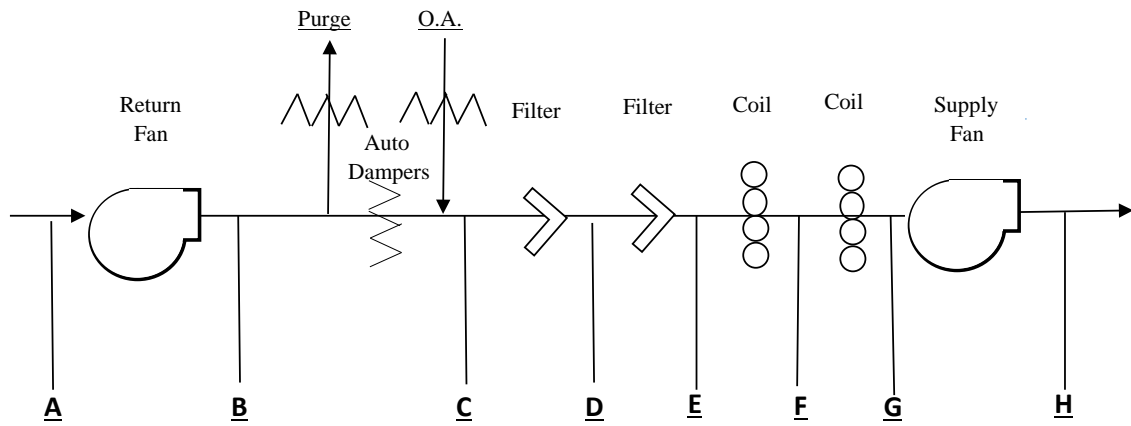 Purge
O.A.
Return
Fan
Auto
Dampers
Filter
Filter
Coil
Coil
Supply
Fan
A
B
C
D
E
F
G
H